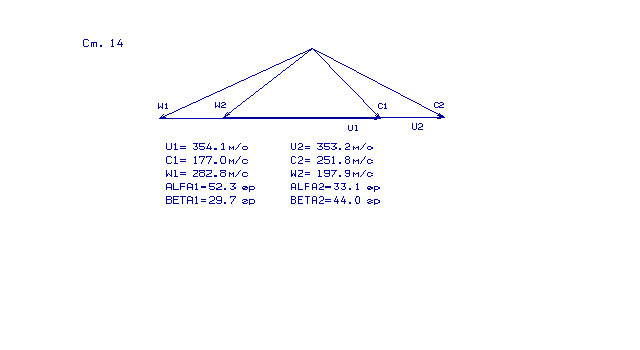 Ст. 14
W1 W2 C1 C2
U1 U2
U1= 354.1м/с U2= 353.2м/с
C1= 177.0м/с C2= 251.8м/с
W1= 282.8м/с W2= 197.9м/с
ALFA1=52.3 гр ALFA2=33.1 гр
BETA1=29.7 гр BETA2=44.0 гр